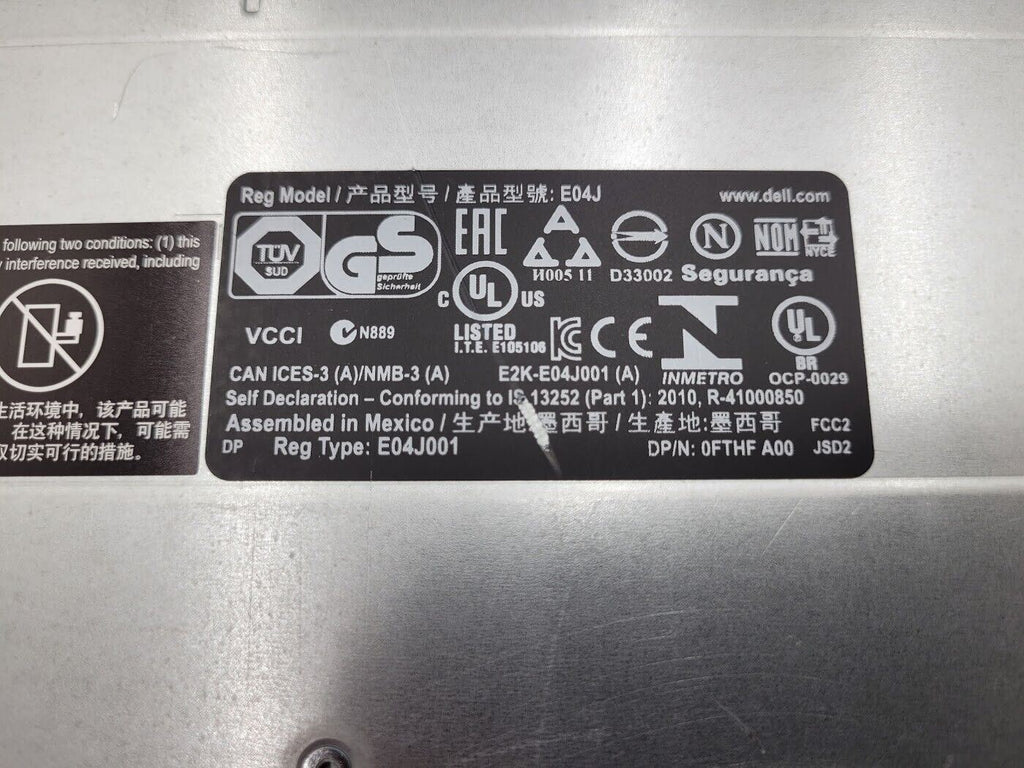 following two conditions: (1) this
interference received, including
生活环境中, 该产品可能
在这种情况下, 可能需
取切实可行的措施。
Reg Model / 产品型号 / 產品型號: E04J
www.dell.com
TÜV
SUD
GS
geprüfte
Sicherheit
EAC
И005 11
D33002
N
Segurança
NOM
NYCE
C UL US
LISTED
I.T.E. E105106
VCCI
N889
CE
INMETRO
UL
BR
OCP-0029
CAN ICES-3 (A)/NMB-3 (A)
E2K-E04J001 (A)
Self Declaration – Conforming to IS 13252 (Part 1): 2010, R-41000850
Assembled in Mexico / 生产地:墨西哥 / 生產地:墨西哥
FCC2
DP
Reg Type: E04J001
DP/N: 0FTHF A00
JSD2